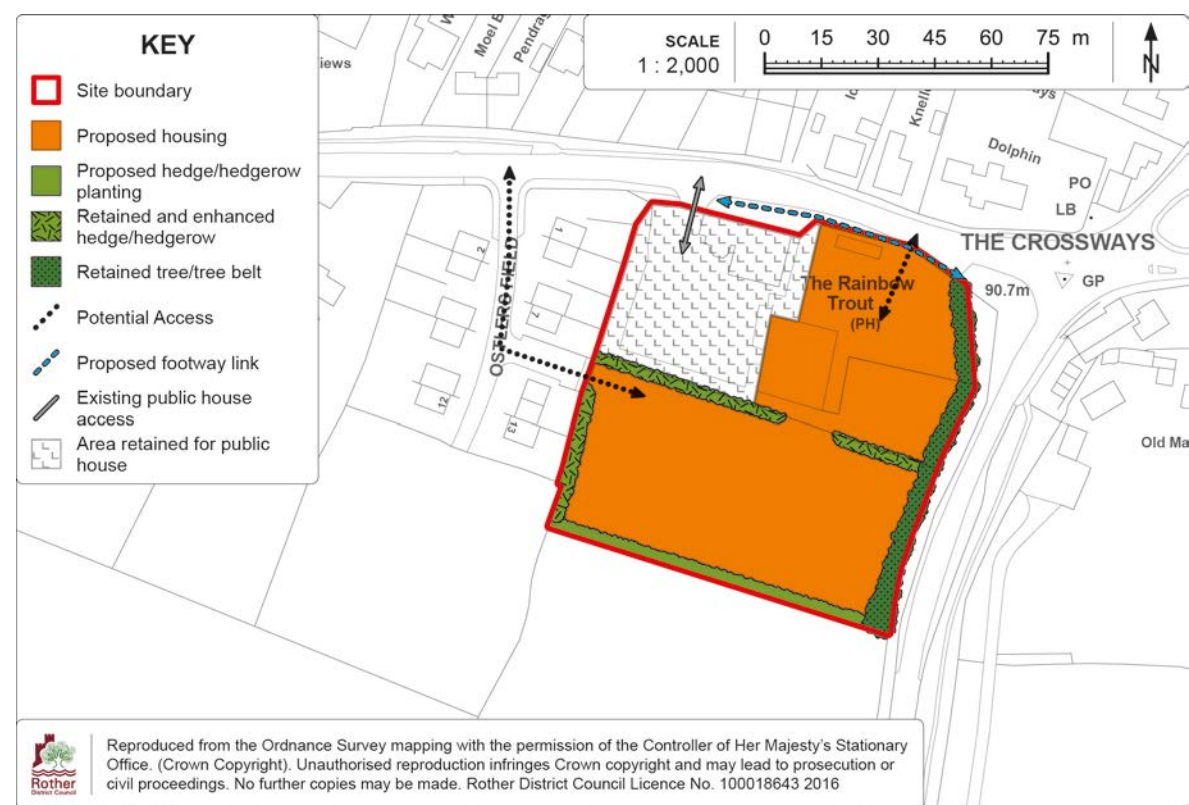 KEY
Site boundary
Proposed housing
Proposed hedge/hedgerow
planting
Retained and enhanced
hedge/hedgerow
Retained tree/tree belt
Potential Access
Proposed footway link
Existing public house
access
Area retained for public
house
SCALE
1 : 2,000
0 15 30 45 60 75 m
N
iews
Moel
Pendrag
Knelle
ays
Dolphin
PO
LB
THE CROSSWAYS
GP
90.7m
The Rainbow
Trout
(PH)
OSTLERS FIELD
2
1
7
12
13
Old Ma
Rother
District Council
Reproduced from the Ordnance Survey mapping with the permission of the Controller of Her Majesty's Stationary
Office. (Crown Copyright). Unauthorised reproduction infringes Crown copyright and may lead to prosecution or
civil proceedings. No further copies may be made. Rother District Council Licence No. 100018643 2016